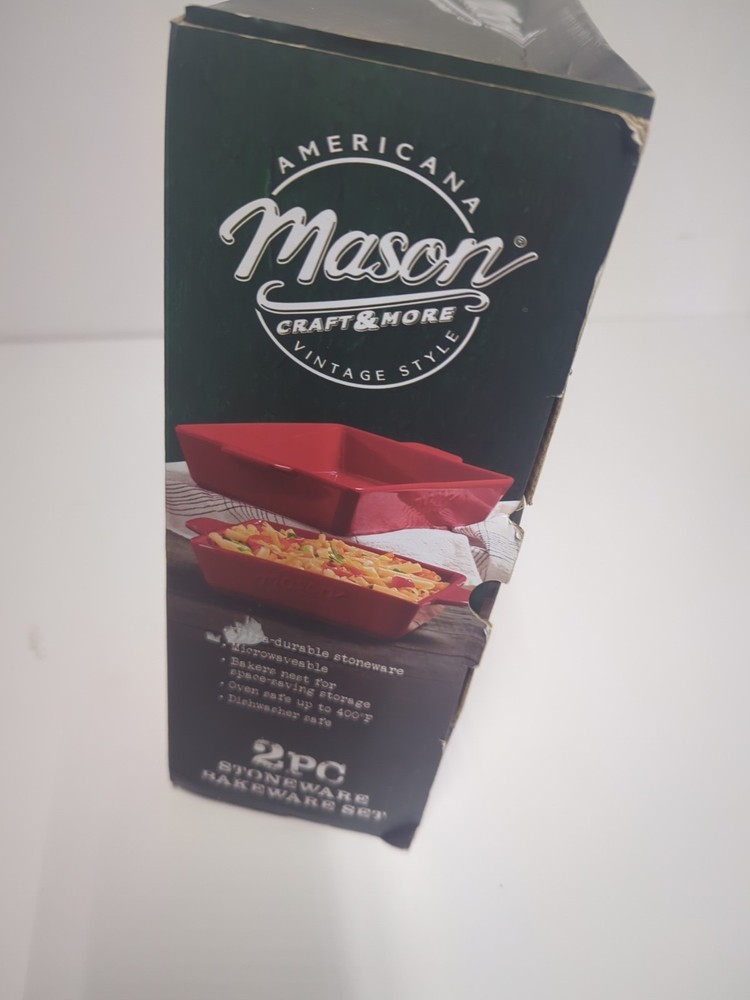 AMERICANA
Mason®
CRAFT & MORE
VINTAGE STYLE
-durable stoneware
• Microwaveable
• Bakers nest for
space-saving storage
• Oven safe up to 400°F
• Dishwasher safe
2PC
STONEWARE
BAKEWARE SET